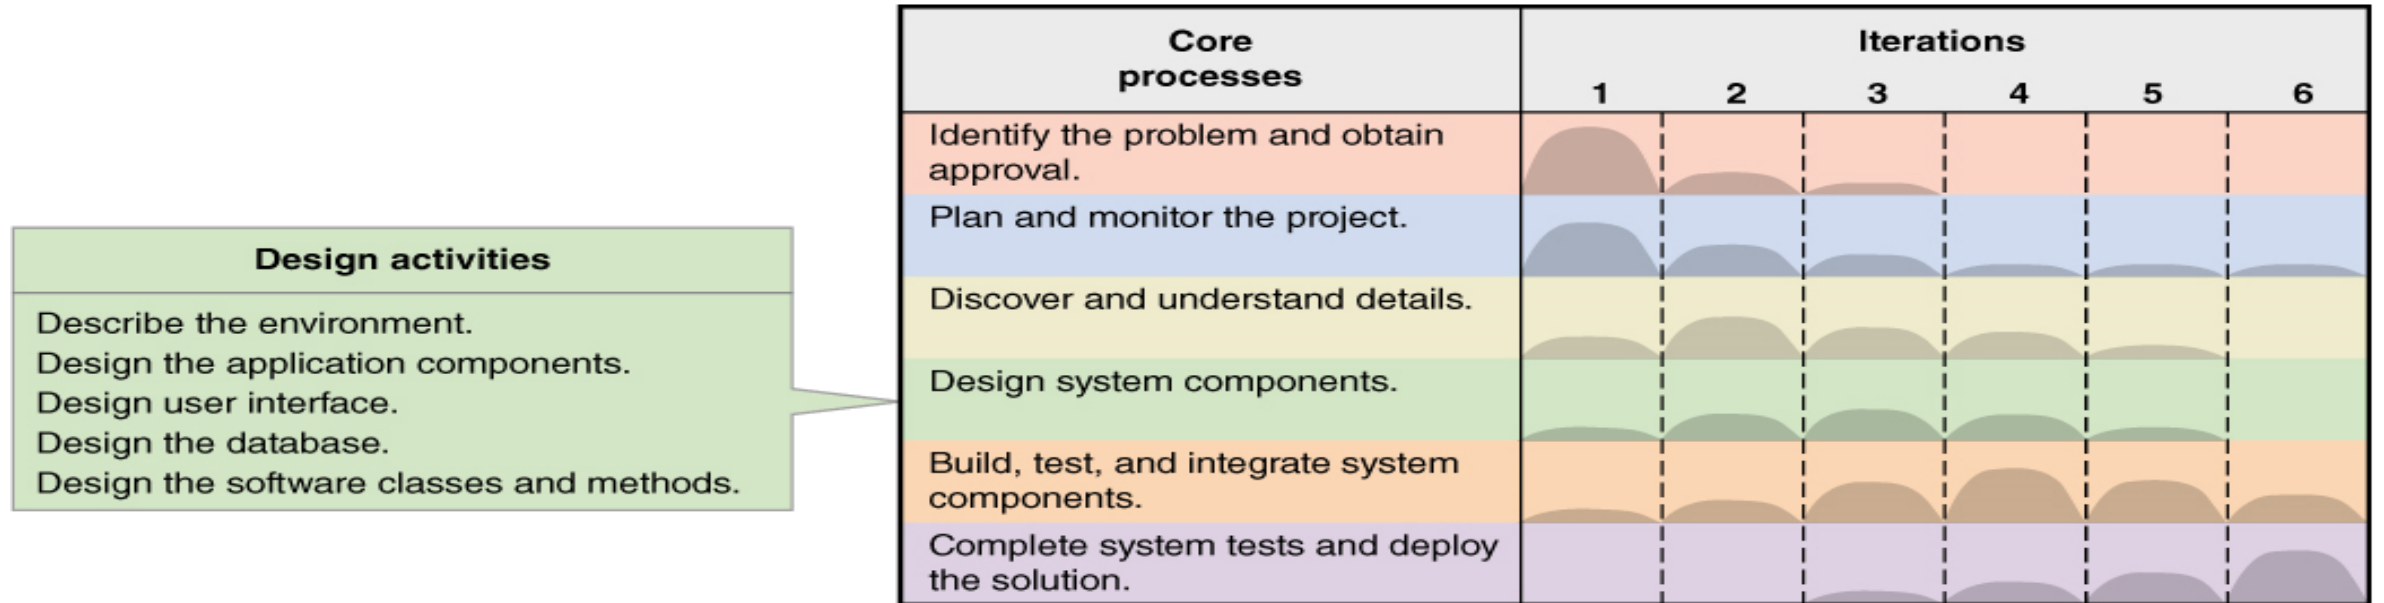 Design activities
Describe the environment.
Design the application components.
Design user interface.
Design the database.
Design the software classes and methods.
Core
processes
Iterations
1 2 3 4 5 6
Identify the problem and obtain
approval.
Plan and monitor the project.
Discover and understand details.
Design system components.
Build, test, and integrate system
components.
Complete system tests and deploy
the solution.